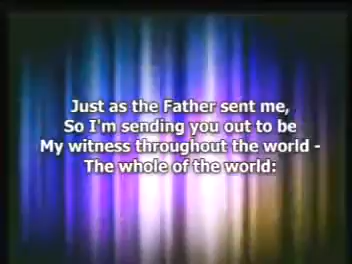 Just as the Father sent me,
So I'm sending you out to be
My witness throughout the world -
The whole of the world: